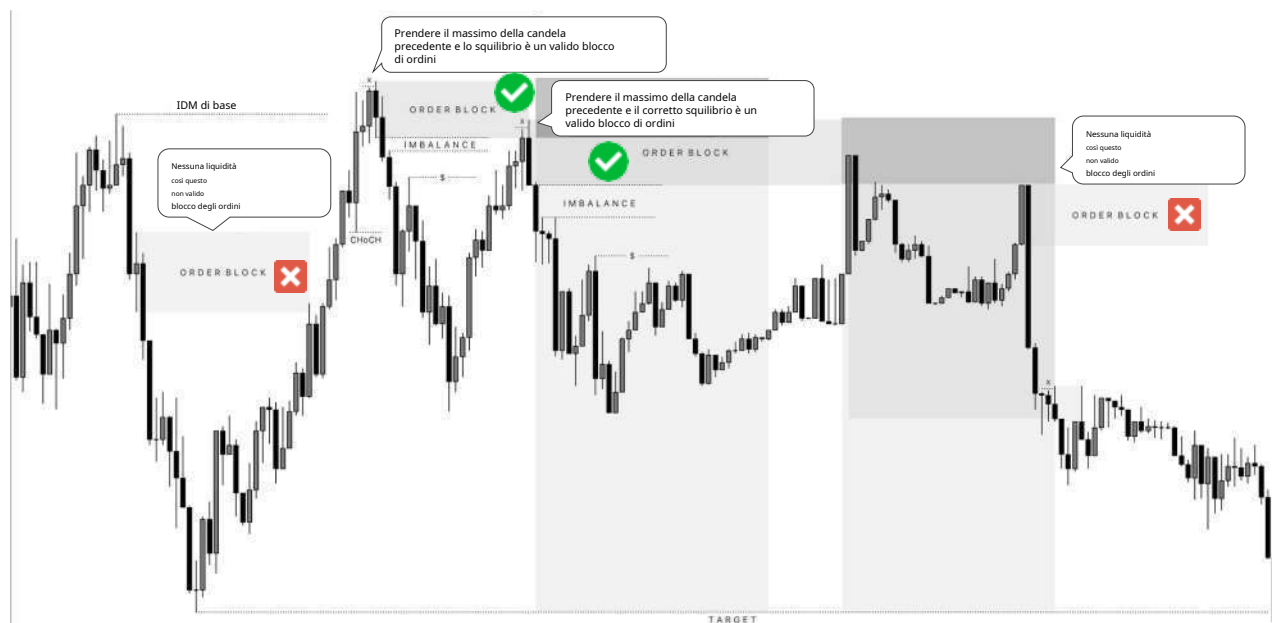 Prendere il massimo della candela
precedente e lo squilibrio è un valido blocco
di ordini
x
IDM di base
ORDER BLOCK
Prendere il massimo della candela
precedente e il corretto squilibrio è un
valido blocco di ordini
x
IMBALANCE
ORDER BLOCK
Nessuna liquidità
così questo
non valido
blocco degli ordini
Nessuna liquidità
così questo
non valido
blocco degli ordini
$
IMBALANCE
ORDER BLOCK
CHoCH
$
ORDER BLOCK
x
TARGET